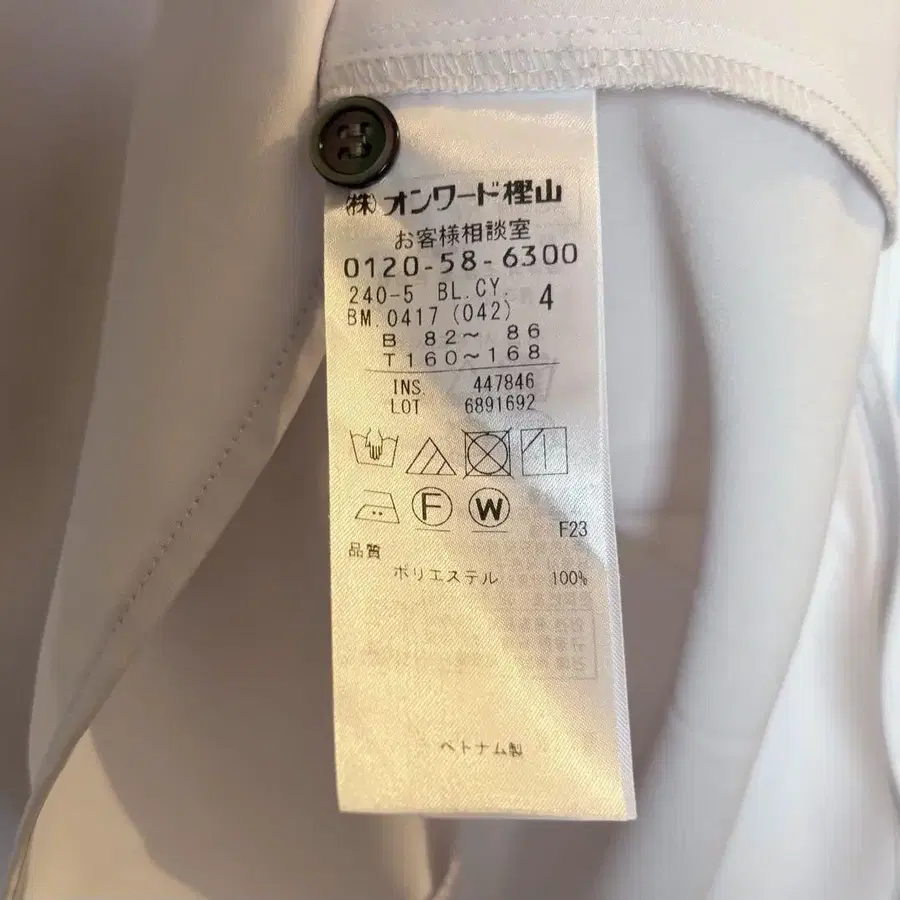 (株)オンワード樫山
お客様相談室
0120-58-6300
240-5 BL.CY. 4
BM.0417 (042)
B 82～ 86
T160～168
INS. 447846
LOT 6891692
F W
F23
品質
ポリエステル 100%
ベトナム製